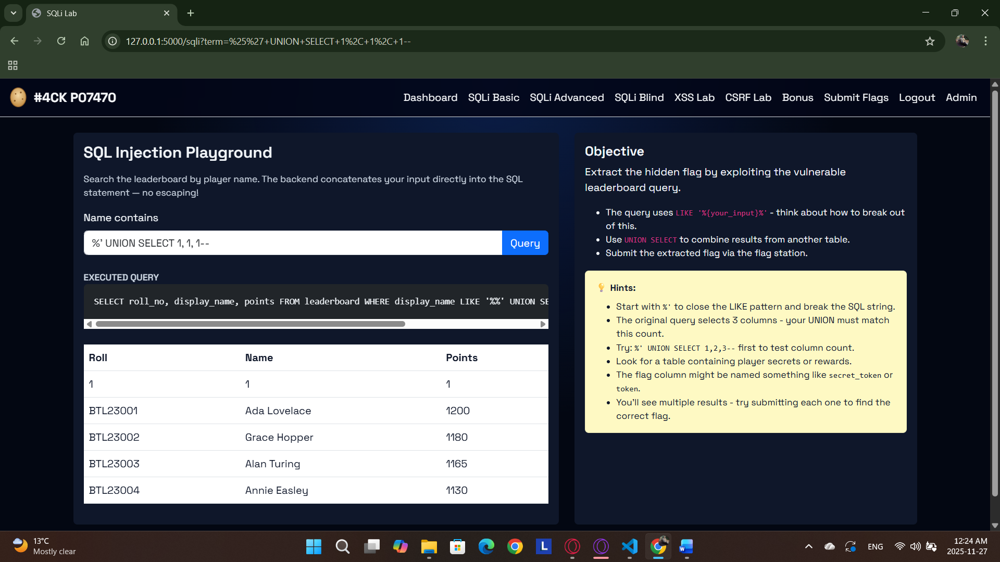 SQLi Lab
127.0.0.1:5000/sqli?term=%25%27+UNION+SELECT+1%2C+1%2C+1--
#4CK P07470
Dashboard SQLi Basic SQLi Advanced SQLi Blind XSS Lab CSRF Lab Bonus Submit Flags Logout Admin
SQL Injection Playground
Search the leaderboard by player name. The backend concatenates your input directly into the SQL
statement — no escaping!
Name contains
%' UNION SELECT 1, 1, 1--
Query
EXECUTED QUERY
SELECT roll_no, display_name, points FROM leaderboard WHERE display_name LIKE '%%' UNION SE
Roll Name Points
1 1 1
BTL23001 Ada Lovelace 1200
BTL23002 Grace Hopper 1180
BTL23003 Alan Turing 1165
BTL23004 Annie Easley 1130
Objective
Extract the hidden flag by exploiting the vulnerable
leaderboard query.
• The query uses LIKE '%{your_input}%' - think about how to break out
of this.
• Use UNION SELECT to combine results from another table.
• Submit the extracted flag via the flag station.
💡 Hints:
• Start with %' to close the LIKE pattern and break the SQL string.
• The original query selects 3 columns - your UNION must match
this count.
• Try: %' UNION SELECT 1,2,3-- first to test column count.
• Look for a table containing player secrets or rewards.
• The flag column might be named something like secret_token or
token.
• You'll see multiple results - try submitting each one to find the
correct flag.
13°C
Mostly clear
L
W
ENG
12:24 AM
2025-11-27